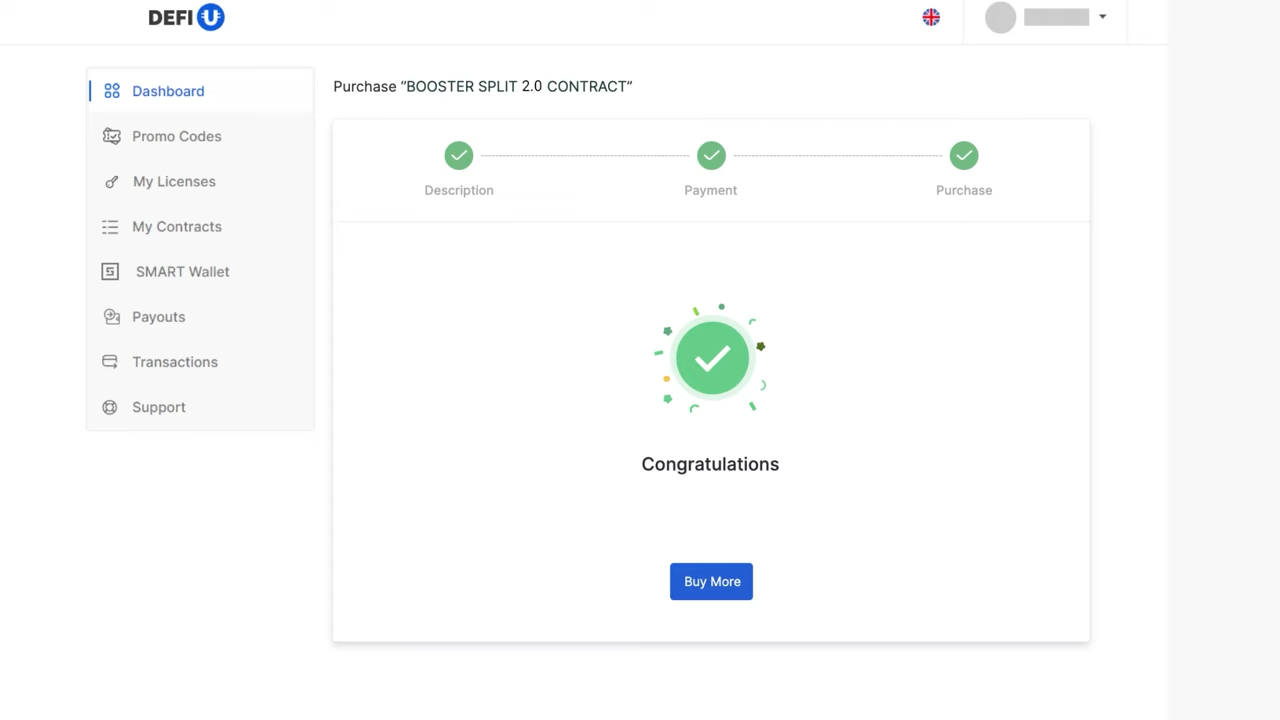 DEFI U
Dashboard
Promo Codes
My Licenses
My Contracts
SMART Wallet
Payouts
Transactions
Support
Purchase “BOOSTER SPLIT 2.0 CONTRACT”
Description
Payment
Purchase
Congratulations
Buy More